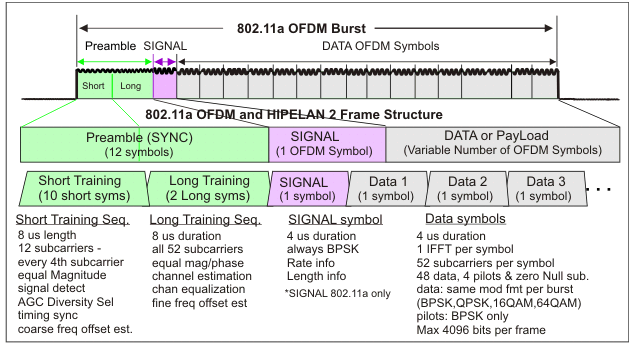 802.11a OFDM Burst
Preamble SIGNAL DATA OFDM Symbols
Short Long
802.11a OFDM and HIPELAN 2 Frame Structure
Preamble (SYNC) SIGNAL DATA or PayLoad
(12 symbols) (1 OFDM Symbol) (Variable Number of OFDM Symbols)
Short Training Long Training SIGNAL Data 1 Data 2 Data 3
(10 short syms) (2 Long syms) (1 symbol) (1 symbol) (1 symbol) (1 symbol) . . .
Short Training Seq.
8 us length
12 subcarriers -
every 4th subcarrier
equal Magnitude
signal detect
AGC Diversity Sel
timing sync
coarse freq offset est.
Long Training Seq.
8 us duration
all 52 subcarriers
equal mag/phase
channel estimation
chan equalization
fine freq offset est
SIGNAL symbol
4 us duration
always BPSK
Rate info
Length info
*SIGNAL 802.11a only
Data symbols
4 us duration
1 IFFT per symbol
52 subcarriers per symbol
48 data, 4 pilots & zero Null sub.
data: same mod fmt per burst
(BPSK,QPSK,16QAM,64QAM)
pilots: BPSK only
Max 4096 bits per frame